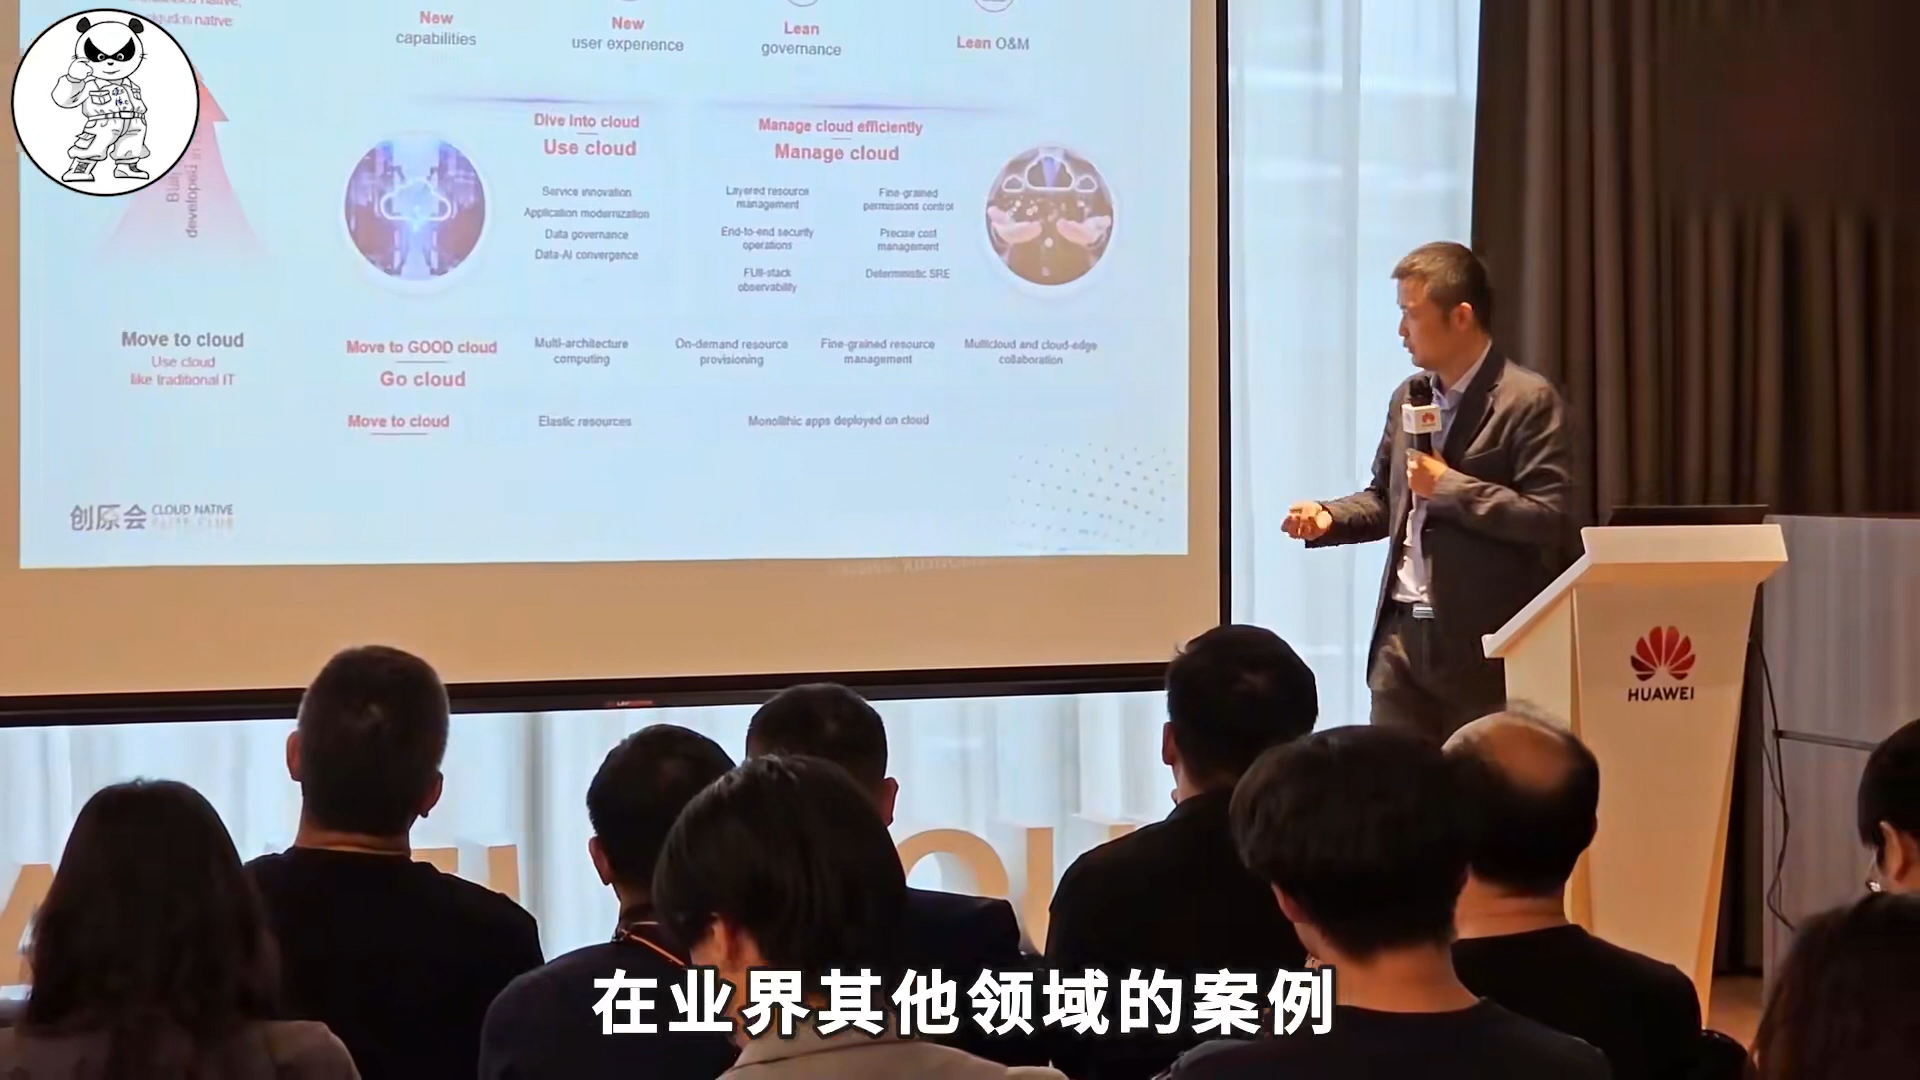 native.
New
capabilities
New
user experience
Lean
governance
Lean O&M
developed in
Dive into cloud
Use cloud
Service innovation
Application modernization
Data governance
Data-AI convergence
Manage cloud efficiently
Manage cloud
Layered resource
management
Fine-grained
permissions control
End-to-end security
operations
Precise cost
management
FUll-stack
observability
Deterministic SRE
Move to cloud
Use cloud
like traditional IT
Move to GOOD cloud
Go cloud
Multi-architecture
computing
On-demand resource
provisioning
Fine-grained resource
management
Multicloud and cloud-edge
collaboration
Move to cloud
Elastic resources
Monolithic apps deployed on cloud
创原会 CLOUD NATIVE
HUAWEI
在业界其他领域的案例